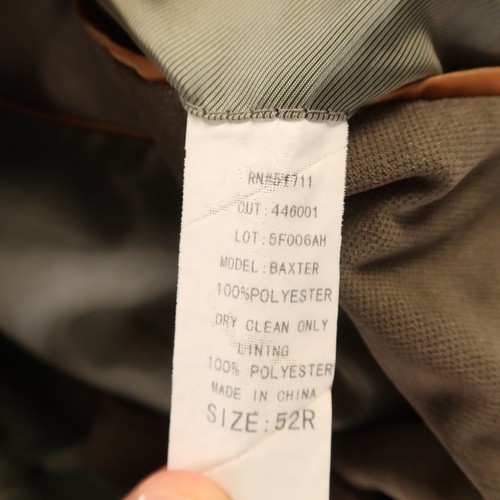 RN#51711
CUT:446001
LOT:5F006AH
MODEL:BAXTER
100%POLYESTER
DRY CLEAN ONLY
LINING
100% POLYESTER
MADE IN CHINA
SIZE:52R